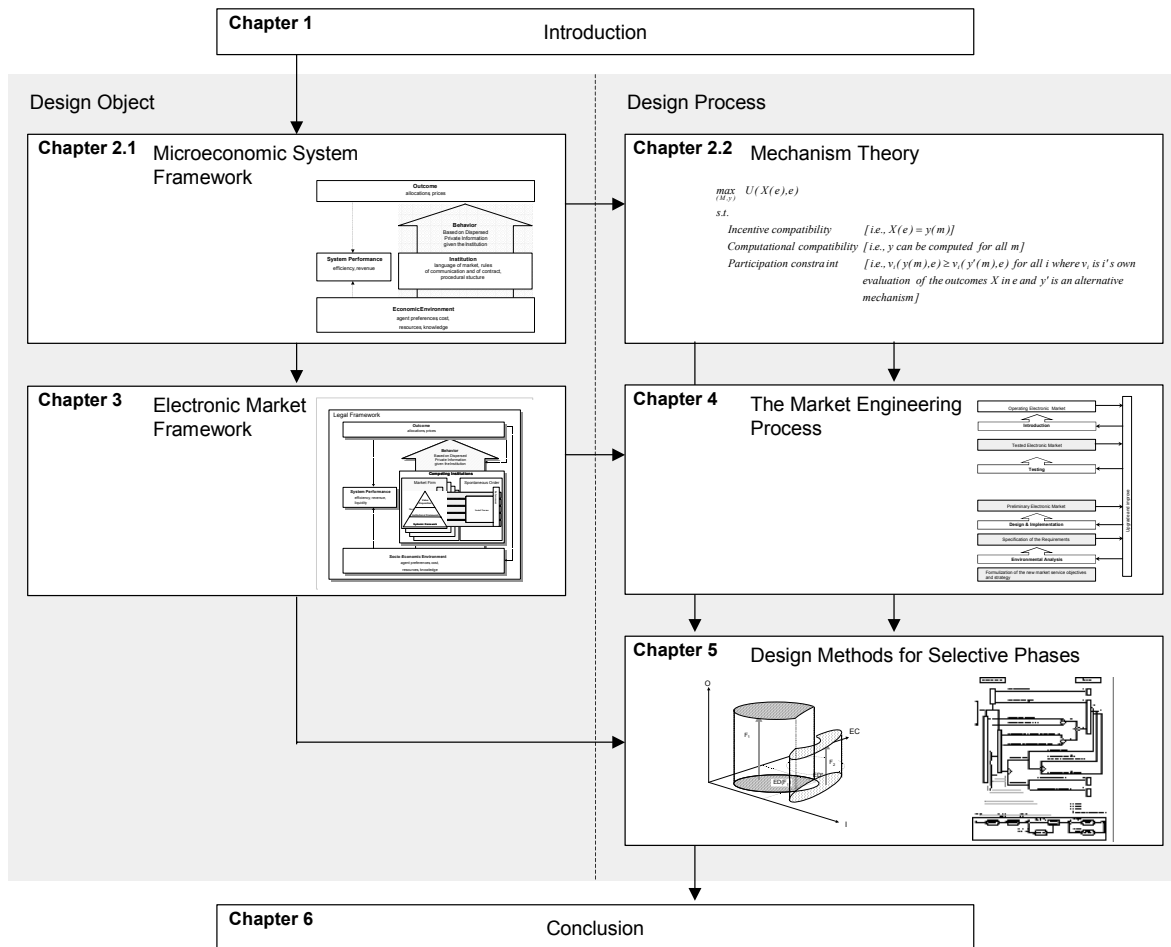 Chapter 1
Introduction
Design Object
Design Process
Chapter 2.1
Microeconomic System
Framework
Outcome
allocations, prices
Behavior
Based on Dispersed
Private Information
given the Institution
System Performance
efficiency, revenue
Institution
language of market, rules
of communication and of contract,
procedural stucture
EconomicEnvironment
agent preferences cost,
resources, knowledge
Chapter 2.2
Mechanism Theory
max U( X(e),e)
(M,y)
s.t.
Incentive compatibility [i.e., X(e) = y(m)]
Computational compatibility [i.e., y can be computed for all m]
Participation constraint [i.e., vᵢ( y(m),e) ≥ vᵢ( y'(m),e) for all i where vᵢ is i's own
evaluation of the outcomes X in e and y' is an alternative
mechanism]
Chapter 3
Electronic Market
Framework
Legal Framework
Outcome
allocations prices
Behavior
Based on Dispersed
Private Information
given the Institution
Computing Institutions
Market Firm
Spontaneous Order
System Performance
efficiency, revenue,
liquidity
Socio-Economic Environment
agent preferences cost,
resources, knowledge
Chapter 4
The Market Engineering
Process
Operating Electronic Market
Introduction
Tested Electronic Market
Testing
Preliminary Electronic Market
Design & Implementation
Specification of the Requirements
Environmental Analysis
Formulization of the new market service objectives
and strategy
Upgrade and improve
Chapter 5
Design Methods for Selective Phases
O
F₁
EC
F₂
I
Chapter 6
Conclusion